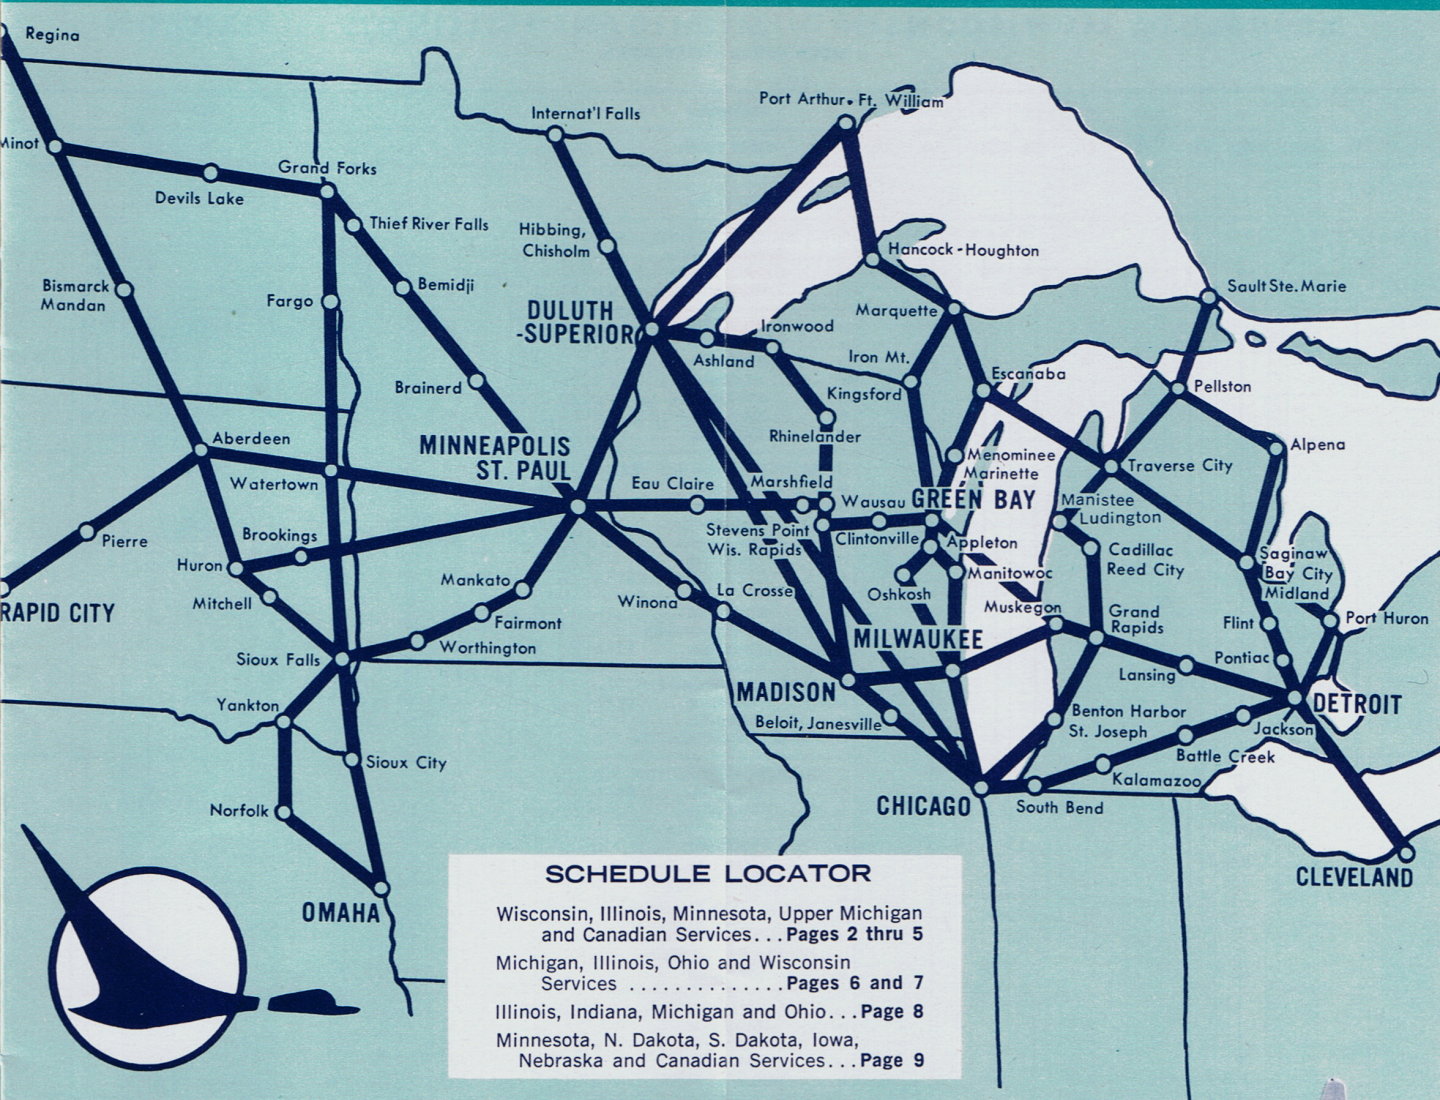 Regina
Minot
Devils Lake
Grand Forks
Thief River Falls
Bemidji
Internat'l Falls
Hibbing,
Chisholm
Port Arthur • Ft. William
Hancock-Houghton
Sault Ste. Marie
Bismarck
Mandan
Fargo
DULUTH
-SUPERIOR
Ashland
Ironwood
Marquette
Iron Mt.
Kingsford
Escanaba
Pellston
Brainerd
Rhinelander
Aberdeen
MINNEAPOLIS
ST. PAUL
Menominee
Marinette
Traverse City
Alpena
Watertown
Eau Claire
Marshfield
Wausau
GREEN BAY
Manistee
Ludington
Pierre
Brookings
Stevens Point
Wis. Rapids
Clintonville
Appleton
Cadillac
Reed City
Saginaw
Bay City
Midland
Huron
Mitchell
Mankato
Winona
La Crosse
Oshkosh
Manitowoc
Muskegon
Grand
Rapids
Flint
Port Huron
RAPID CITY
Fairmont
Worthington
Sioux Falls
MILWAUKEE
Lansing
Pontiac
Yankton
MADISON
Beloit, Janesville
Benton Harbor
St. Joseph
DETROIT
Jackson
Battle Creek
Sioux City
Kalamazoo
Norfolk
CHICAGO
South Bend
CLEVELAND
OMAHA
SCHEDULE LOCATOR
Wisconsin, Illinois, Minnesota, Upper Michigan
and Canadian Services...Pages 2 thru 5
Michigan, Illinois, Ohio and Wisconsin
Services ..............Pages 6 and 7
Illinois, Indiana, Michigan and Ohio...Page 8
Minnesota, N. Dakota, S. Dakota, Iowa,
Nebraska and Canadian Services...Page 9